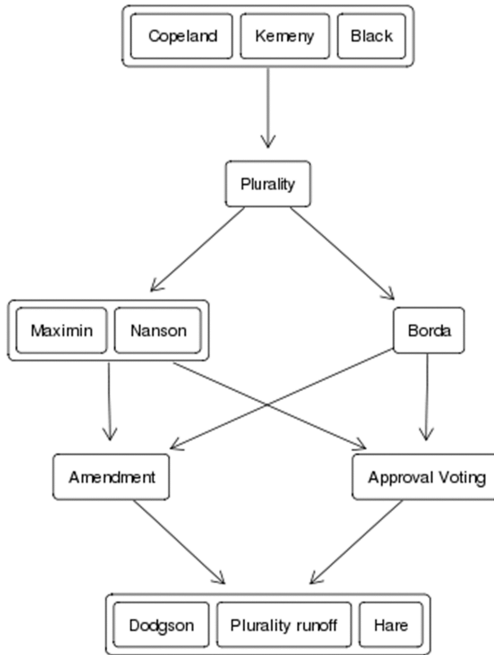 Copeland Kemeny Black
Plurality
Maximin Nanson Borda
Amendment Approval Voting
Dodgson Plurality runoff Hare